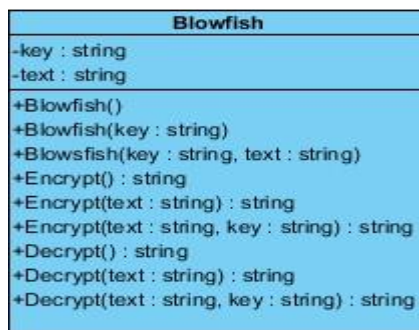 Blowfish
-key : string
-text : string
+Blowfish()
+Blowfish(key : string)
+Blowsfish(key : string, text : string)
+Encrypt() : string
+Encrypt(text : string) : string
+Encrypt(text : string, key : string) : string
+Decrypt() : string
+Decrypt(text : string) : string
+Decrypt(text : string, key : string) : string